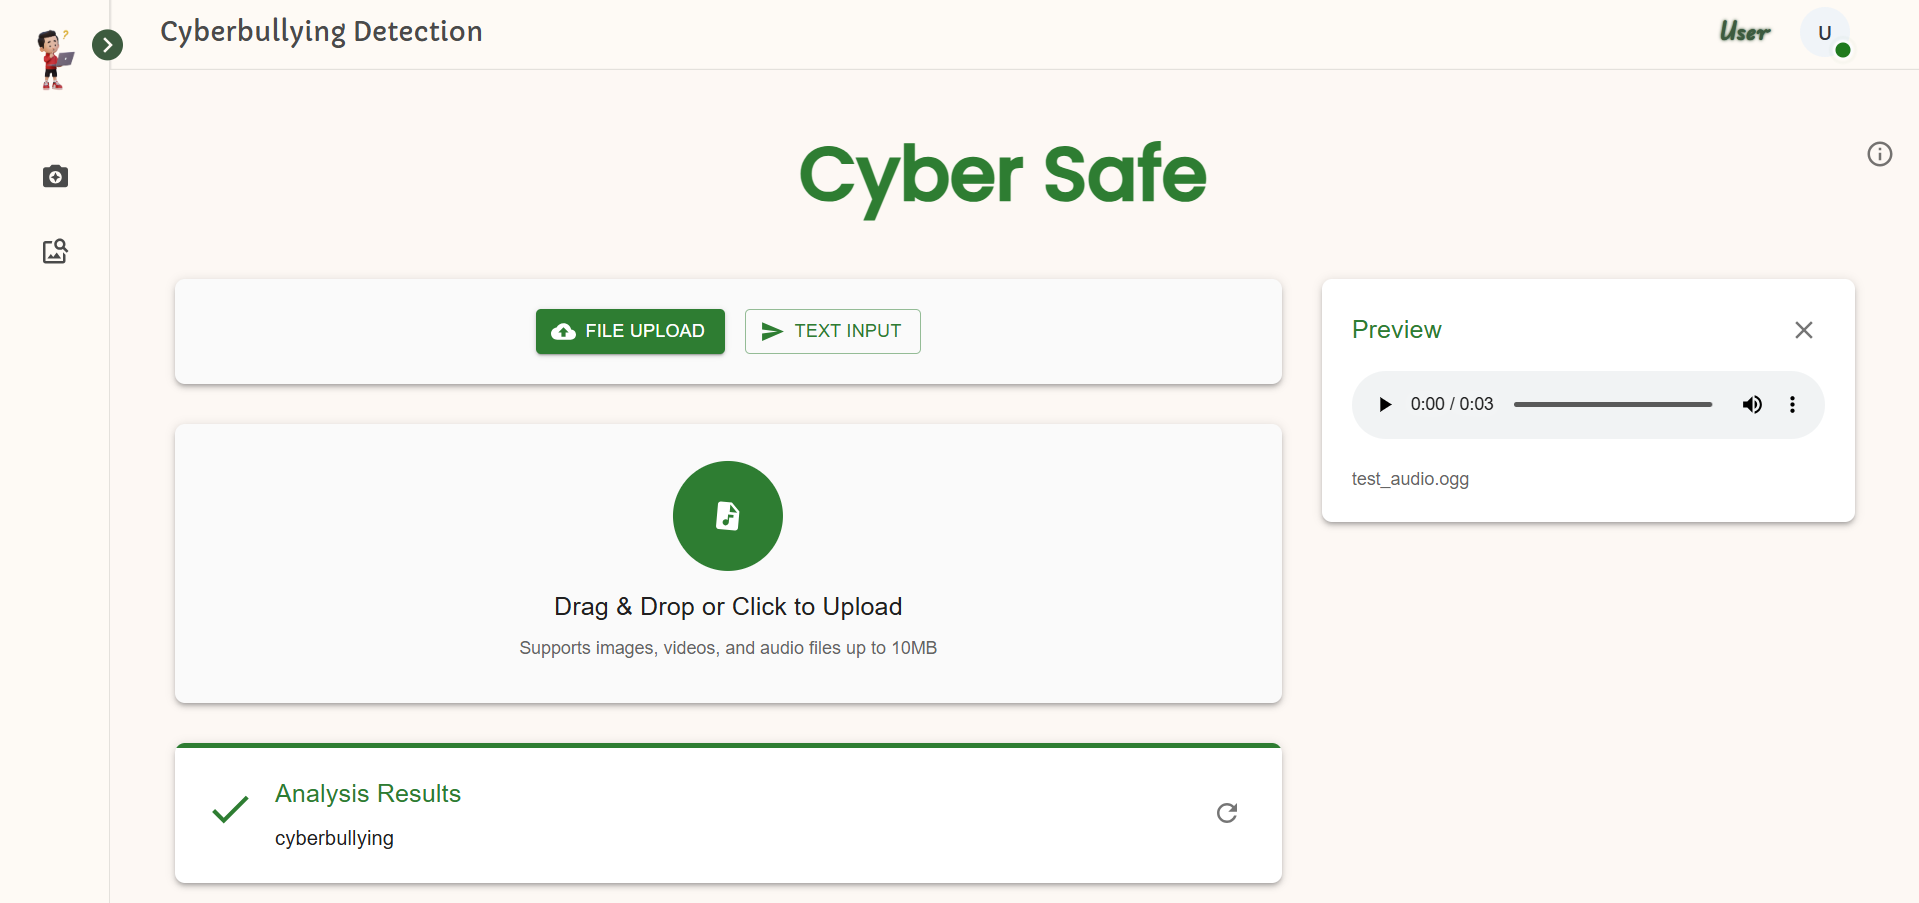 Cyberbullying Detection
User
U
Cyber Safe
FILE UPLOAD
TEXT INPUT
Drag & Drop or Click to Upload
Supports images, videos, and audio files up to 10MB
Analysis Results
cyberbullying
Preview
0:00 / 0:03
test_audio.ogg